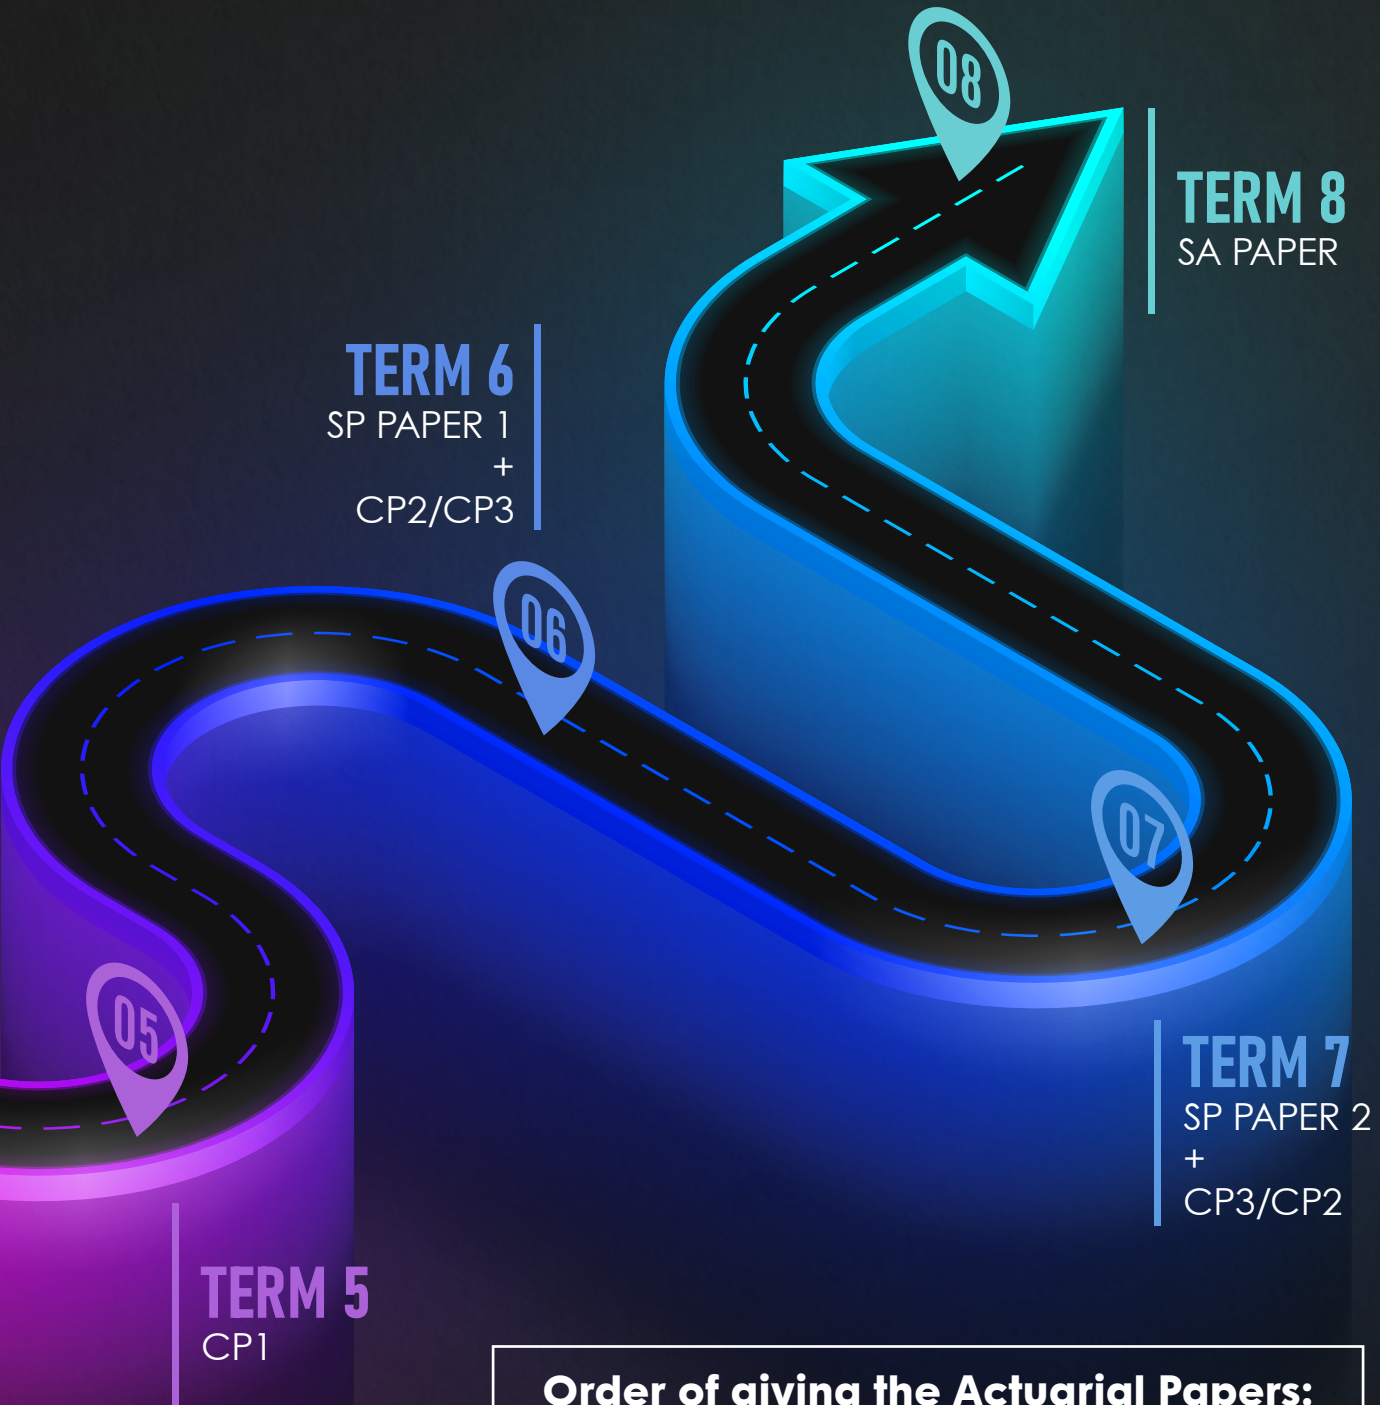 08
TERM 8
SA PAPER
TERM 6
SP PAPER 1
+
CP2/CP3
06
07
05
TERM 7
SP PAPER 2
+
CP3/CP2
TERM 5
CP1
Order of giving the Actuarial Papers: